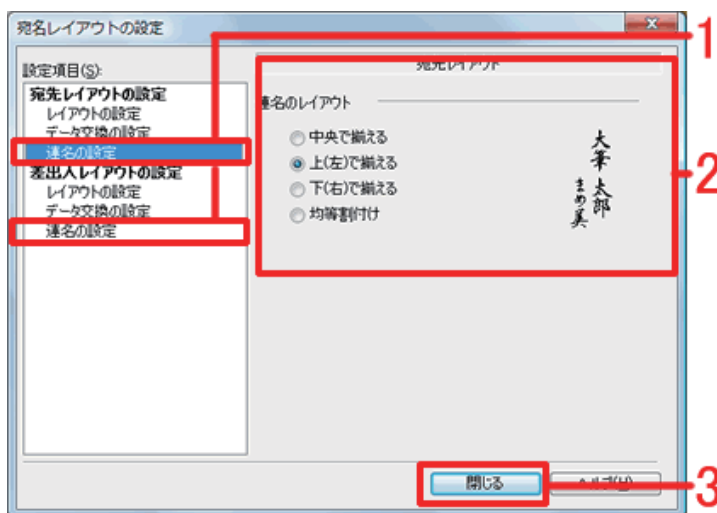 宛名レイアウトの設定
1
設定項目(S):
宛先レイアウトの設定
レイアウトの設定
データ交換の設定
連名の設定
差出人レイアウトの設定
レイアウトの設定
データ交換の設定
連名の設定
宛先レイアウト
連名のレイアウト
中央で揃える
上(左)で揃える
下(右)で揃える
均等割付け
大筆 太郎
まめ美
2
閉じる
ヘルプ(H)
3